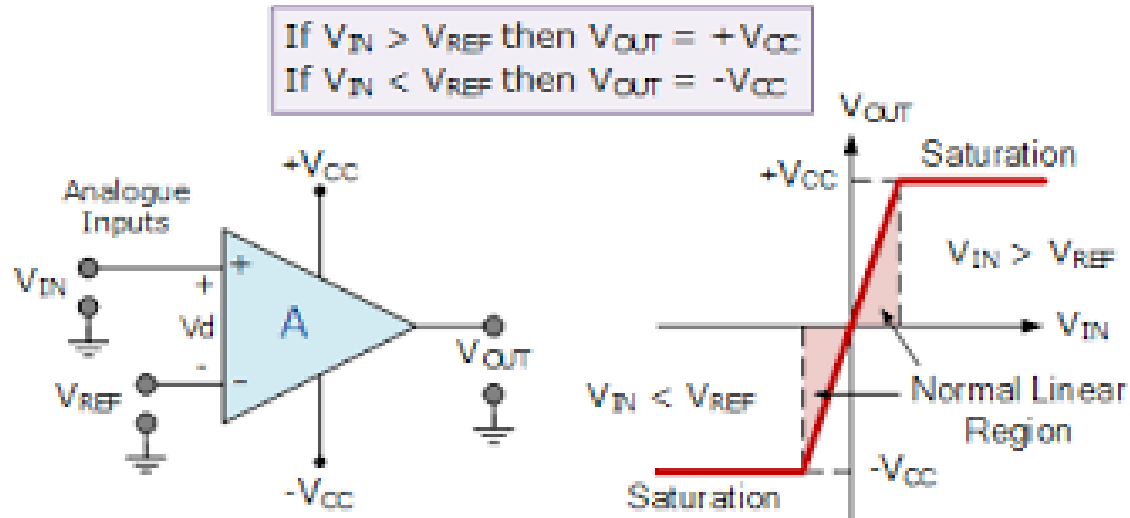 If VIN > VREF then VOUT = +VCC
If VIN < VREF then VOUT = -VCC
+VCC
Analogue
Inputs
VIN
+
+
Vd
A
-
-
VREF
VOUT
-VCC
VOUT
Saturation
+VCC
VIN > VREF
VIN
VIN < VREF
Normal Linear
Region
-VCC
Saturation